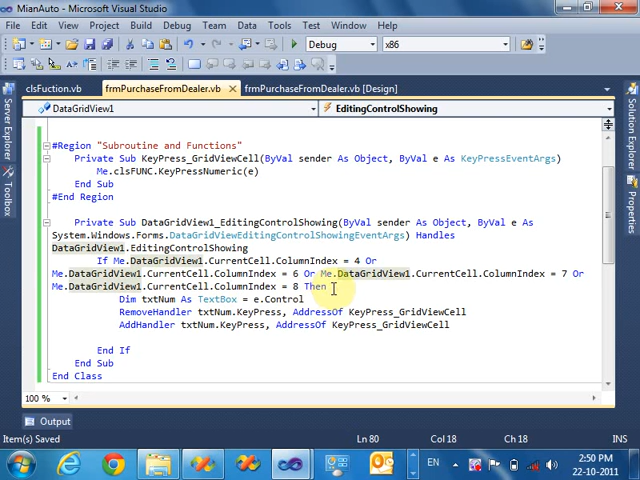 MianAuto - Microsoft Visual Studio
File Edit View Project Build Debug Team Data Tools Test Window Help
Debug x86
clsFuction.vb frmPurchaseFromDealer.vb frmPurchaseFromDealer.vb [Design]
DataGridView1 EditingControlShowing
Server Explorer
Toolbox
Solution Explorer
Properties
#Region "Subroutine and Functions"
Private Sub KeyPress_GridViewCell(ByVal sender As Object, ByVal e As KeyPressEventArgs)
Me.clsFUNC.KeyPressNumeric(e)
End Sub
#End Region
Private Sub DataGridView1_EditingControlShowing(ByVal sender As Object, ByVal e As
System.Windows.Forms.DataGridViewEditingControlShowingEventArgs) Handles
DataGridView1.EditingControlShowing
If Me.DataGridView1.CurrentCell.ColumnIndex = 4 Or
Me.DataGridView1.CurrentCell.ColumnIndex = 6 Or Me.DataGridView1.CurrentCell.ColumnIndex = 7 Or
Me.DataGridView1.CurrentCell.ColumnIndex = 8 Then
Dim txtNum As TextBox = e.Control
RemoveHandler txtNum.KeyPress, AddressOf KeyPress_GridViewCell
AddHandler txtNum.KeyPress, AddressOf KeyPress_GridViewCell
End If
End Sub
End Class
100 %
Output
Item(s) Saved Ln 80 Col 18 Ch 18 INS
EN 2:50 PM
22-10-2011